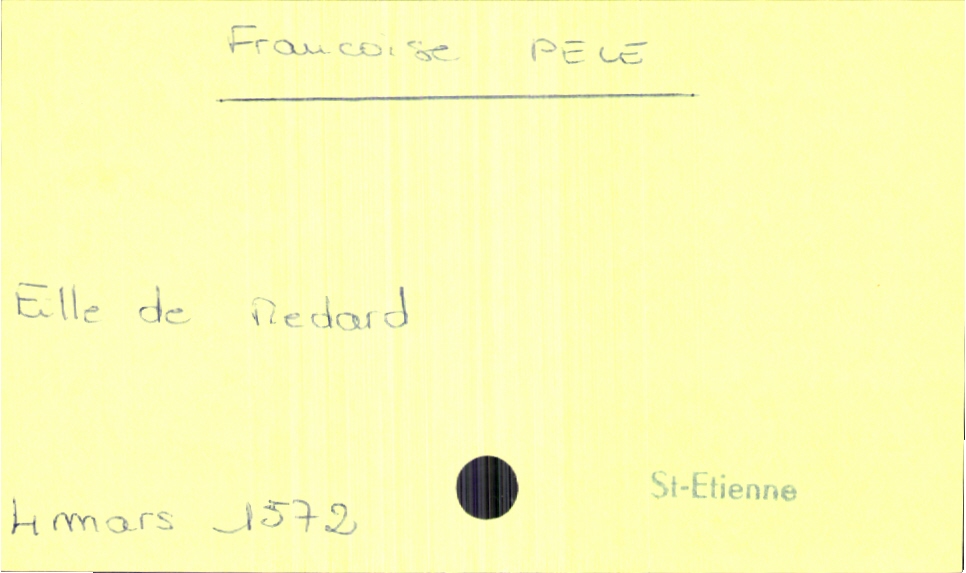 Francoise PELE
Fille de Medard
St-Etienne
4 mars 1572